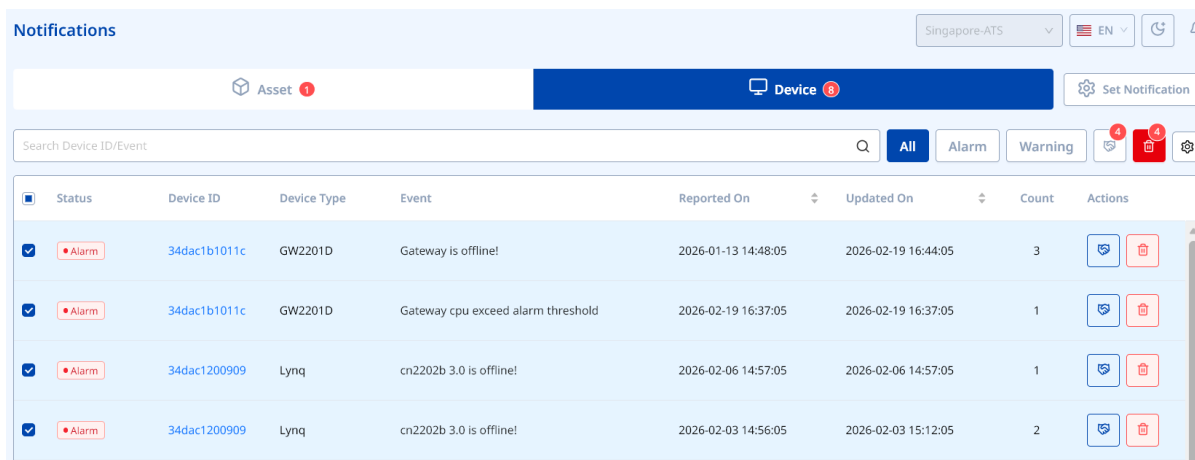 Notifications
Singapore-ATS
EN
Asset 1
Device 8
Set Notification
Search Device ID/Event
All
Alarm
Warning
4
4
Status Device ID Device Type Event Reported On Updated On Count Actions
Alarm 34dac1b1011c GW2201D Gateway is offline! 2026-01-13 14:48:05 2026-02-19 16:44:05 3
Alarm 34dac1b1011c GW2201D Gateway cpu exceed alarm threshold 2026-02-19 16:37:05 2026-02-19 16:37:05 1
Alarm 34dac1200909 Lynq cn2202b 3.0 is offline! 2026-02-06 14:57:05 2026-02-06 14:57:05 1
Alarm 34dac1200909 Lynq cn2202b 3.0 is offline! 2026-02-03 14:56:05 2026-02-03 15:12:05 2